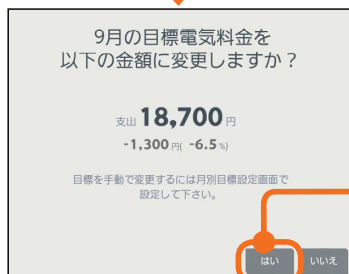 9月の目標電気料金を
以下の金額に変更しますか？
支出 18,700 円
-1,300 円( -6.5 %)
目標を手動で変更するには月別目標設定画面で
設定して下さい。
はい いいえ